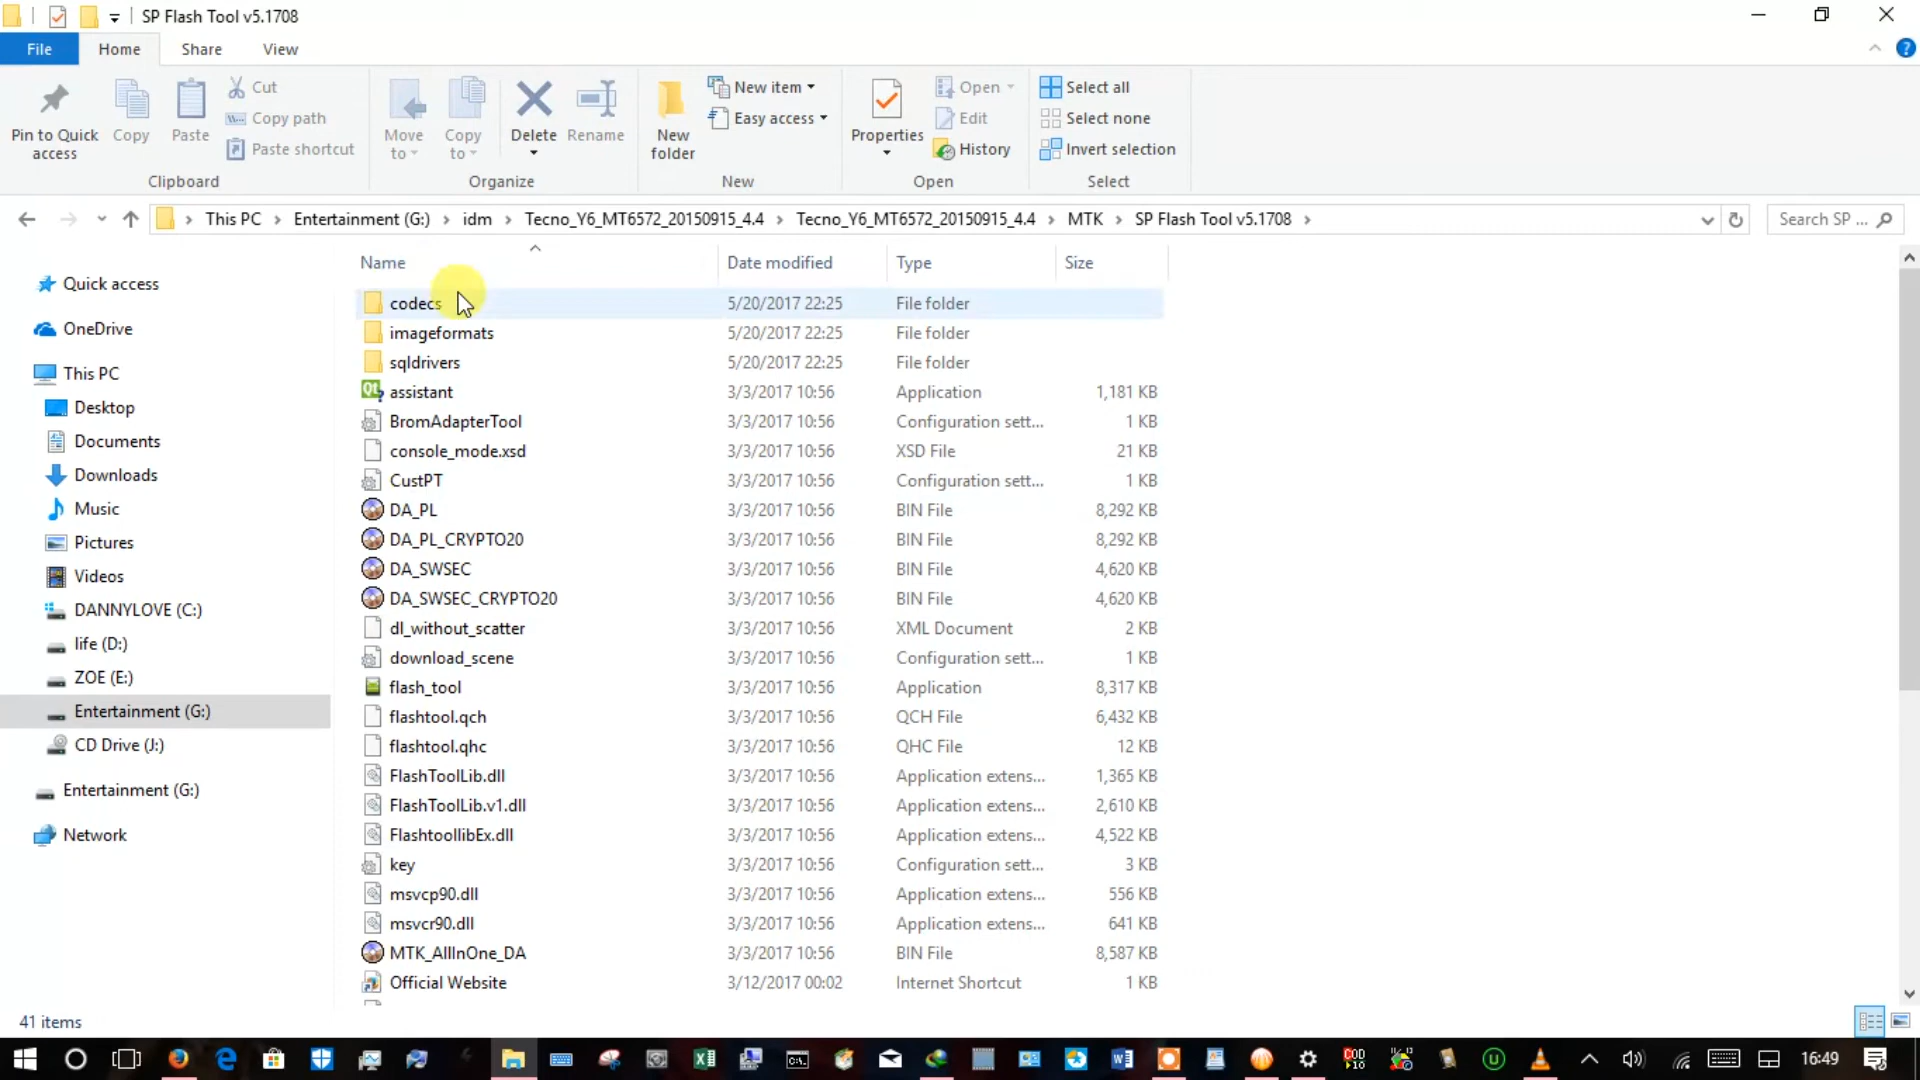 SP Flash Tool v5.1708
File Home Share View
Pin to Quick access
Copy
Paste
Cut
Copy path
Paste shortcut
Clipboard
Move to
Copy to
Delete
Rename
Organize
New folder
New item
Easy access
New
Properties
Open
Edit
History
Open
Select all
Select none
Invert selection
Select
This PC > Entertainment (G:) > idm > Tecno_Y6_MT6572_20150915_4.4 > Tecno_Y6_MT6572_20150915_4.4 > MTK > SP Flash Tool v5.1708 >
Search SP ...
Quick access
OneDrive
This PC
Desktop
Documents
Downloads
Music
Pictures
Videos
DANNYLOVE (C:)
life (D:)
ZOE (E:)
Entertainment (G:)
CD Drive (J:)
Entertainment (G:)
Network
Name Date modified Type Size
codecs 5/20/2017 22:25 File folder
imageformats 5/20/2017 22:25 File folder
sqldrivers 5/20/2017 22:25 File folder
assistant 3/3/2017 10:56 Application 1,181 KB
BromAdapterTool 3/3/2017 10:56 Configuration sett... 1 KB
console_mode.xsd 3/3/2017 10:56 XSD File 21 KB
CustPT 3/3/2017 10:56 Configuration sett... 1 KB
DA_PL 3/3/2017 10:56 BIN File 8,292 KB
DA_PL_CRYPTO20 3/3/2017 10:56 BIN File 8,292 KB
DA_SWSEC 3/3/2017 10:56 BIN File 4,620 KB
DA_SWSEC_CRYPTO20 3/3/2017 10:56 BIN File 4,620 KB
dl_without_scatter 3/3/2017 10:56 XML Document 2 KB
download_scene 3/3/2017 10:56 Configuration sett... 1 KB
flash_tool 3/3/2017 10:56 Application 8,317 KB
flashtool.qch 3/3/2017 10:56 QCH File 6,432 KB
flashtool.qhc 3/3/2017 10:56 QHC File 12 KB
FlashToolLib.dll 3/3/2017 10:56 Application extens... 1,365 KB
FlashToolLib.v1.dll 3/3/2017 10:56 Application extens... 2,610 KB
FlashtoollibEx.dll 3/3/2017 10:56 Application extens... 4,522 KB
key 3/3/2017 10:56 Configuration sett... 3 KB
msvcp90.dll 3/3/2017 10:56 Application extens... 556 KB
msvcr90.dll 3/3/2017 10:56 Application extens... 641 KB
MTK_AllInOne_DA 3/3/2017 10:56 BIN File 8,587 KB
Official Website 3/12/2017 00:02 Internet Shortcut 1 KB
41 items
16:49